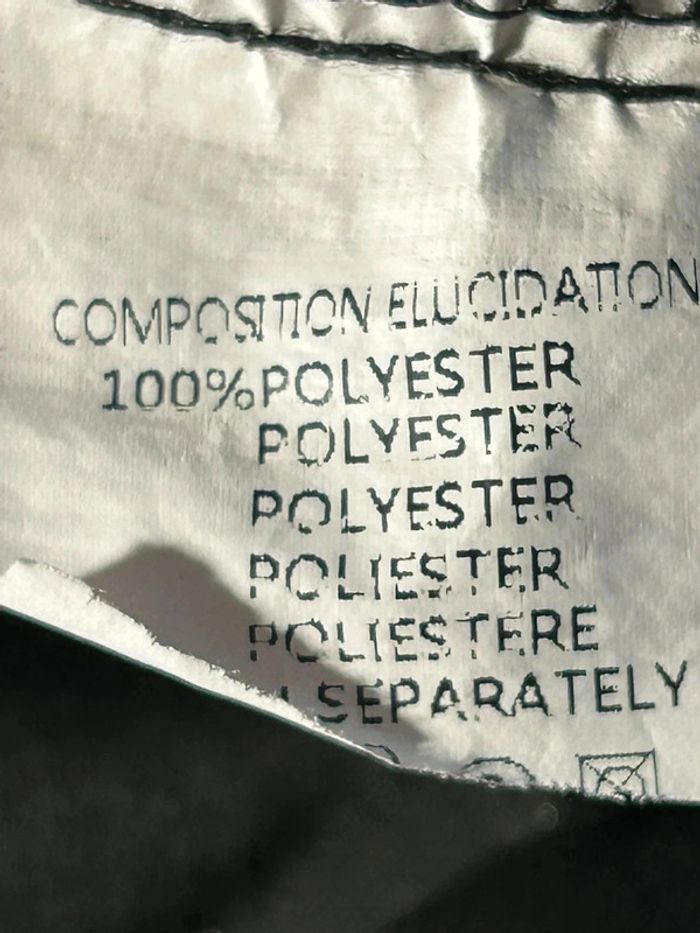 COMPOSITION ELUCIDATION
100%POLYESTER
POLYESTER
POLYESTER
POLIESTER
POLIESTERE
SEPARATELY